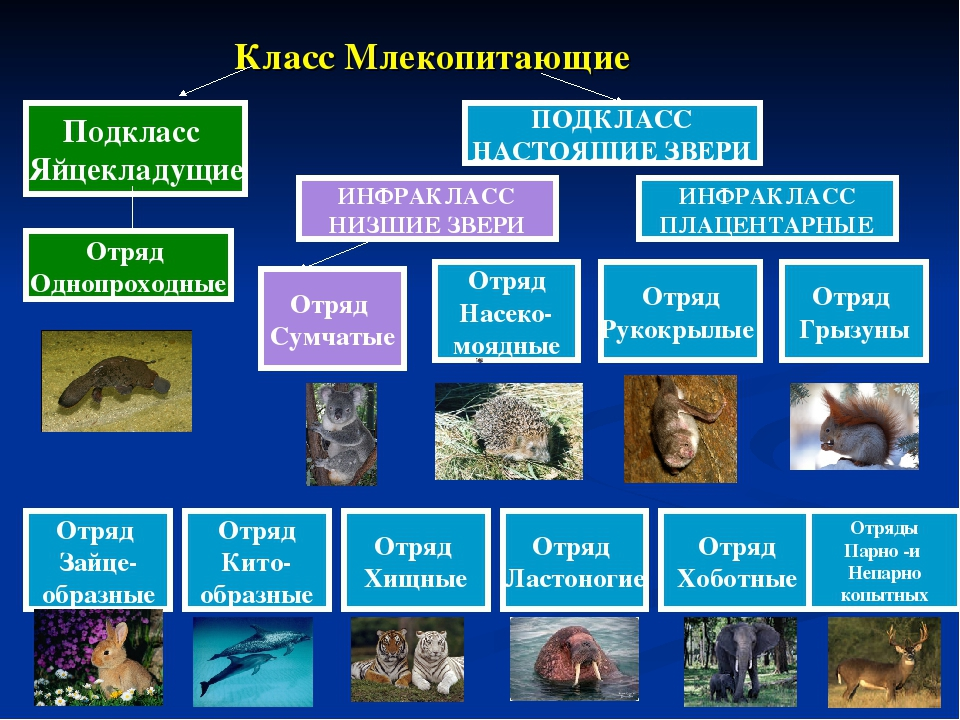 Класс Млекопитающие
Подкласс
Яйцекладущие
ПОДКЛАСС
НАСТОЯЩИЕ ЗВЕРИ
ИНФРАКЛАСС
НИЗШИЕ ЗВЕРИ
ИНФРАКЛАСС
ПЛАЦЕНТАРНЫЕ
Отряд
Однопроходные
Отряд
Сумчатые
Отряд
Насеко-
моядные
Отряд
Рукокрылые
Отряд
Грызуны
Отряд
Зайце-
образные
Отряд
Кито-
образные
Отряд
Хищные
Отряд
Ластоногие
Отряд
Хоботные
Отряды
Парно -и
Непарно
копытных